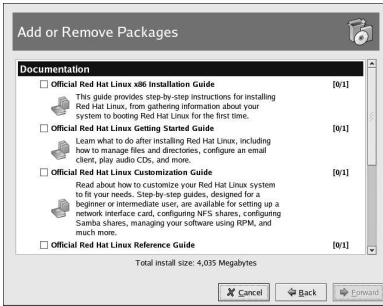 Add or Remove Packages
Documentation
Official Red Hat Linux x86 Installation Guide [0/1]
This guide provides step-by-step instructions for installing
Red Hat Linux, from gathering information about your
system to booting Red Hat Linux for the first time.
Official Red Hat Linux Getting Started Guide [0/1]
Learn what to do after installing Red Hat Linux, including
how to manage files and directories, configure an email
client, play audio CDs, and more.
Official Red Hat Linux Customization Guide [0/1]
Read about how to customize your Red Hat Linux system
to fit your needs. Step-by-step guides, designed for a
beginner or intermediate user, are available for setting up a
network interface card, configuring NFS shares, configuring
Samba shares, managing your software using RPM, and
much more.
Official Red Hat Linux Reference Guide [0/1]
Total install size: 4,035 Megabytes
Cancel Back Forward